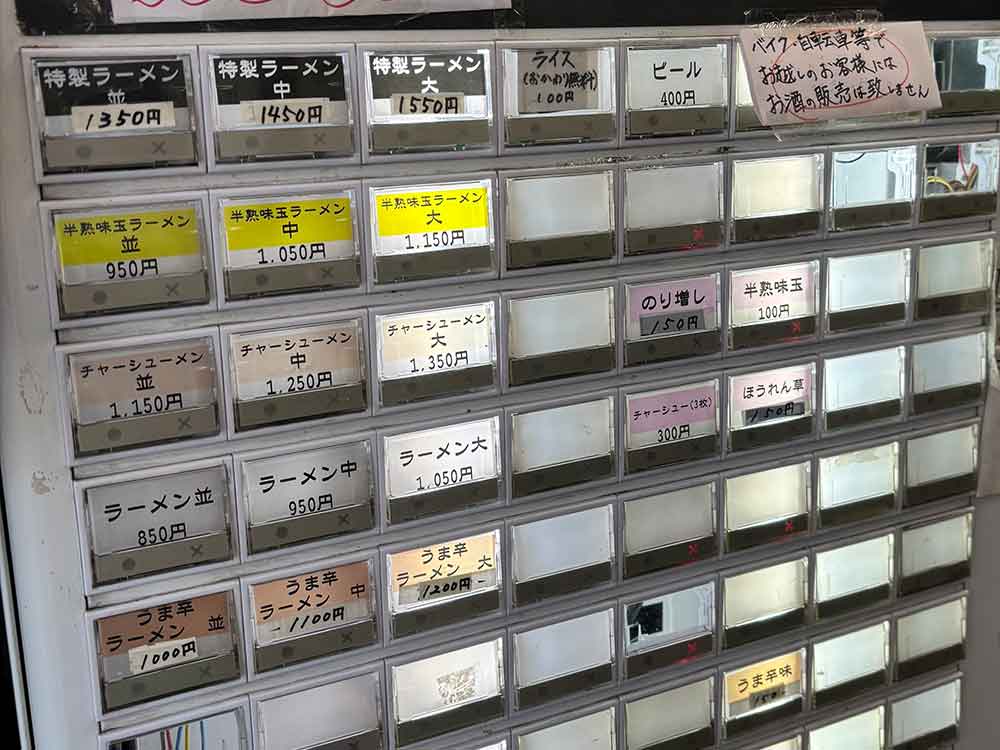 特製ラーメン
並
1350円
特製ラーメン
中
1450円
特製ラーメン
大
1550円
ライス
(おかわり無料)
100円
ビール
400円
バイク・自転車等で
お越しのお客様には
お酒の販売は致しません
半熟味玉ラーメン
並
950円
半熟味玉ラーメン
中
1,050円
半熟味玉ラーメン
大
1,150円
のり増し
150円
半熟味玉
100円
チャーシューメン
並
1,150円
チャーシューメン
中
1,250円
チャーシューメン
大
1,350円
チャーシュー(3枚)
300円
ほうれん草
150円
ラーメン並
850円
ラーメン中
950円
ラーメン大
1,050円
うま辛
ラーメン 並
1000円
うま辛
ラーメン 中
1100円
うま辛
ラーメン 大
1200円
うま辛味